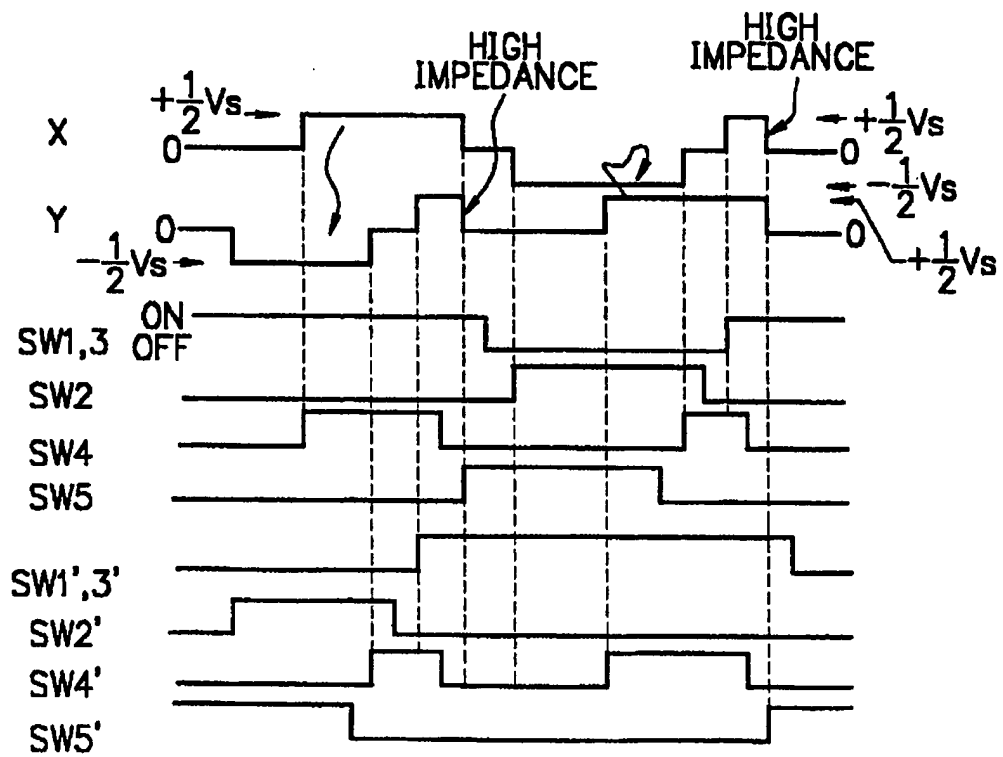 HIGH
IMPEDANCE
HIGH
IMPEDANCE
+1/2Vs
X
0
+1/2Vs
0
-1/2Vs
Y
0
-1/2Vs
0
+1/2Vs
ON
SW1,3 OFF
SW2
SW4
SW5
SW1',3'
SW2'
SW4'
SW5'